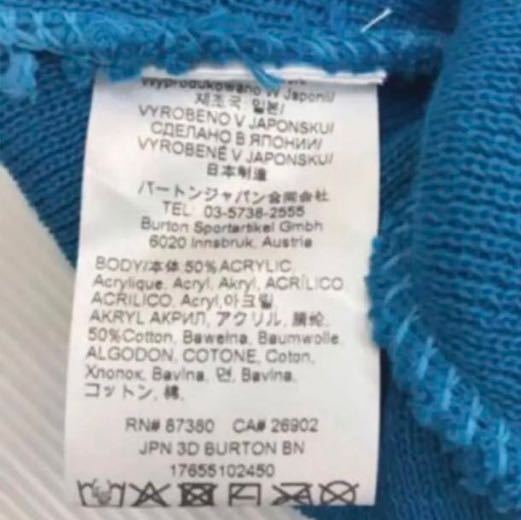 Wyprodukowano W Japonii/
제조국, 일본/
VYROBENO V JAPONSKU/
СДЕЛАНО В ЯПОНИИ/
VYROBENÉ V JAPONSKU/
日本制造
バートンジャパン合同会社
TEL 03-5738-2555
Burton Sportartikel Gmbh
6020 Innsbruk, Austria
BODY/本体 50%ACRYLIC,
Acrylique, Acryl, Akryl, ACRÍLICO
ACRILICO, Acryl,아크릴,
AKRYL АКРИЛ, アクリル, 腈纶,
50%Cotton, Bawełna, Baumwolle,
ALGODON, COTONE, Coton,
Хлопок, Bavlna, 면, Bavlna,
コットン, 棉,
RN# 87380 CA# 26902
JPN 3D BURTON BN
17655102450